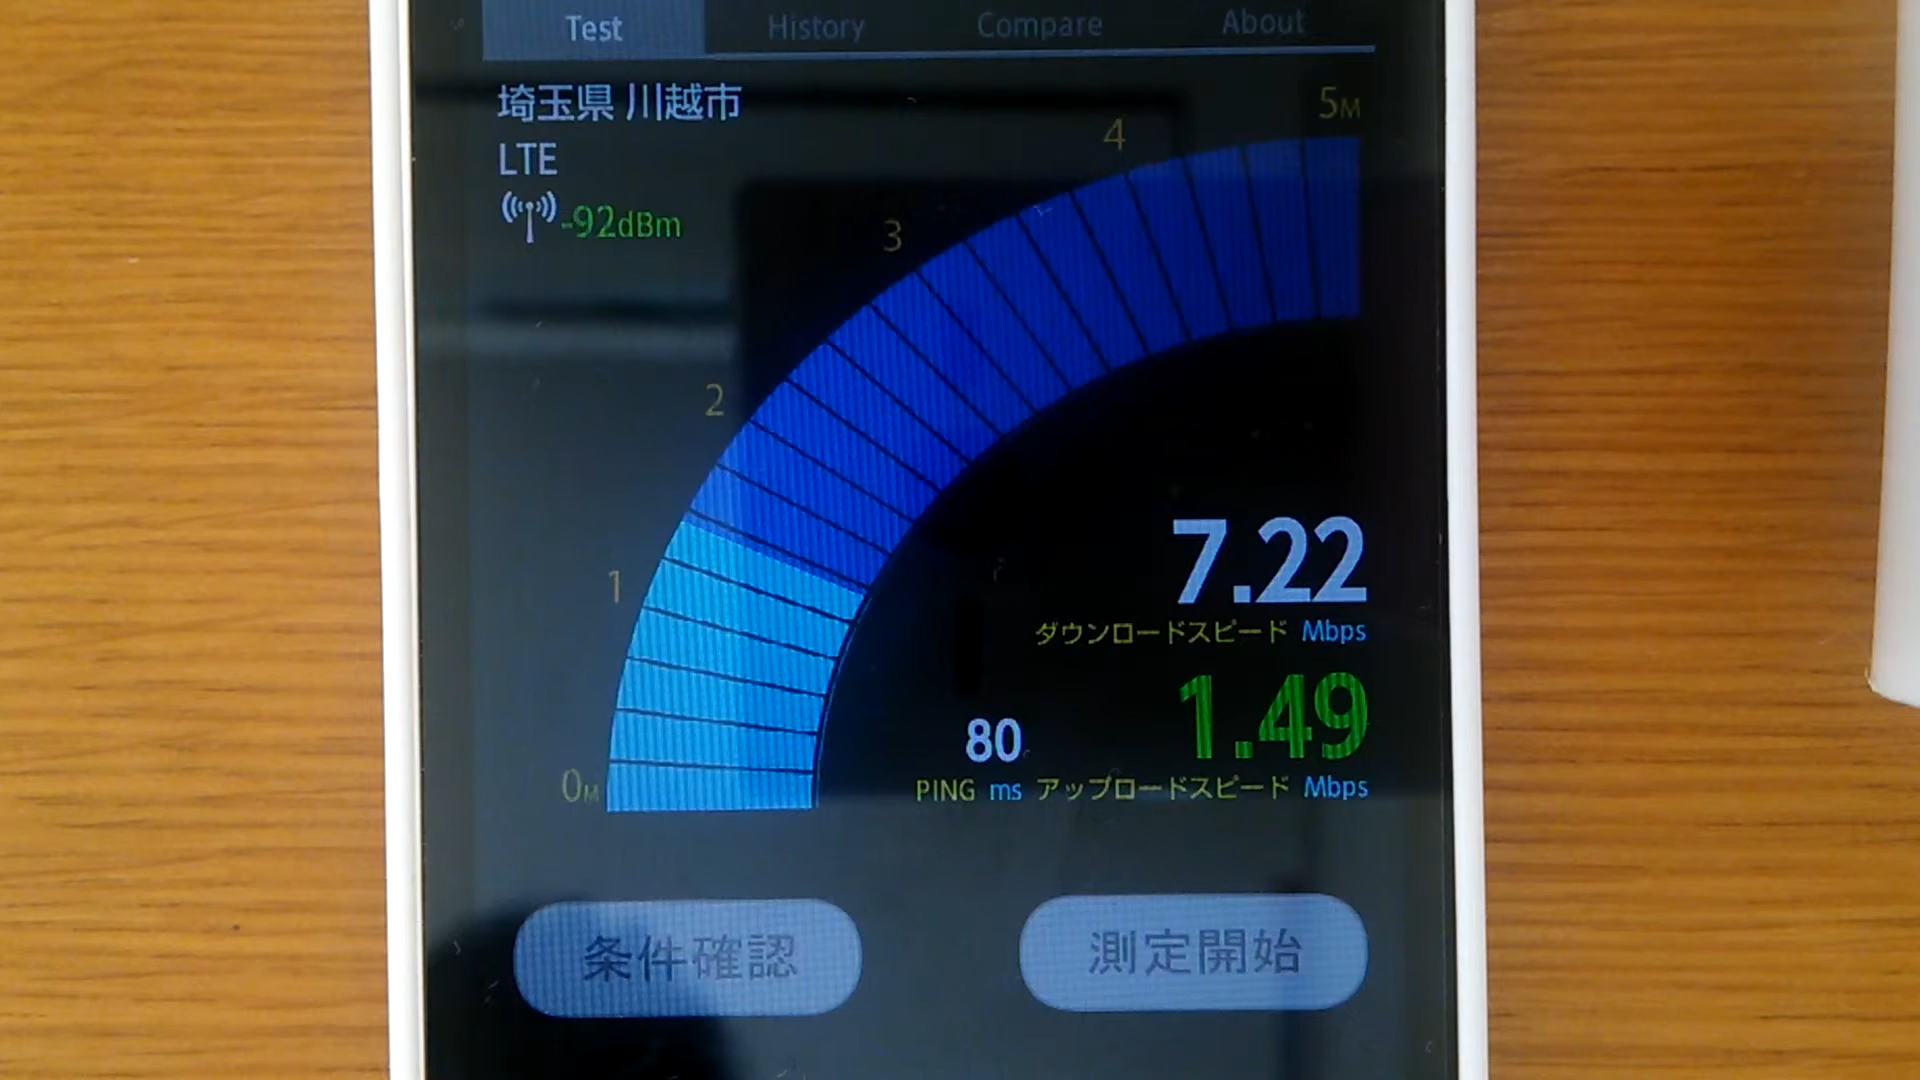 Test History Compare About
埼玉県 川越市
LTE
-92dBm
5M
4
3
2
1
0M
7.22
ダウンロードスピード Mbps
1.49
80
PING ms アップロードスピード Mbps
条件確認 測定開始